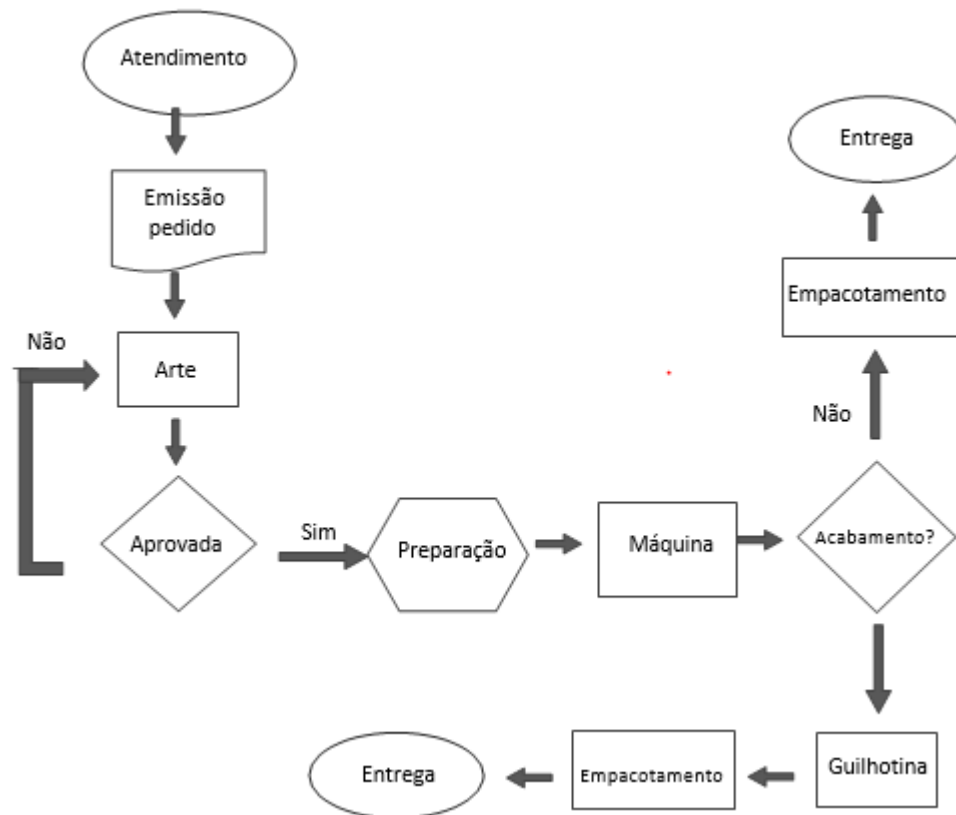 Atendimento
Emissão
pedido
Não
Arte
Aprovada
Sim
Preparação
Máquina
Acabamento?
Não
Empacotamento
Entrega
Guilhotina
Empacotamento
Entrega